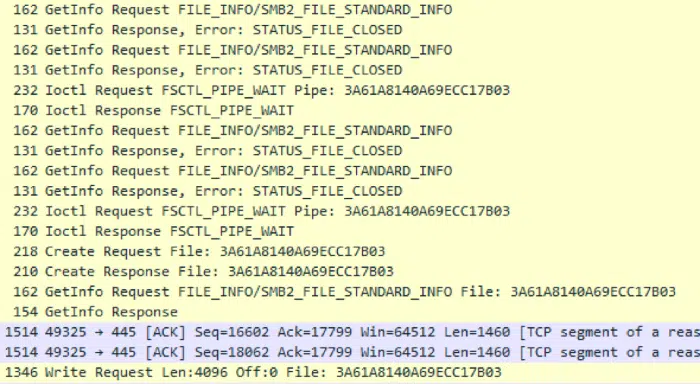 162 GetInfo Request FILE_INFO/SMB2_FILE_STANDARD_INFO
131 GetInfo Response, Error: STATUS_FILE_CLOSED
162 GetInfo Request FILE_INFO/SMB2_FILE_STANDARD_INFO
131 GetInfo Response, Error: STATUS_FILE_CLOSED
232 Ioctl Request FSCTL_PIPE_WAIT Pipe: 3A61A8140A69ECC17B03
170 Ioctl Response FSCTL_PIPE_WAIT
162 GetInfo Request FILE_INFO/SMB2_FILE_STANDARD_INFO
131 GetInfo Response, Error: STATUS_FILE_CLOSED
162 GetInfo Request FILE_INFO/SMB2_FILE_STANDARD_INFO
131 GetInfo Response, Error: STATUS_FILE_CLOSED
232 Ioctl Request FSCTL_PIPE_WAIT Pipe: 3A61A8140A69ECC17B03
170 Ioctl Response FSCTL_PIPE_WAIT
218 Create Request File: 3A61A8140A69ECC17B03
210 Create Response File: 3A61A8140A69ECC17B03
162 GetInfo Request FILE_INFO/SMB2_FILE_STANDARD_INFO File: 3A61A8140A69ECC17B03
154 GetInfo Response
1514 49325 → 445 [ACK] Seq=16602 Ack=17799 Win=64512 Len=1460 [TCP segment of a reas
1514 49325 → 445 [ACK] Seq=18062 Ack=17799 Win=64512 Len=1460 [TCP segment of a reas
1346 Write Request Len:4096 Off:0 File: 3A61A8140A69ECC17B03